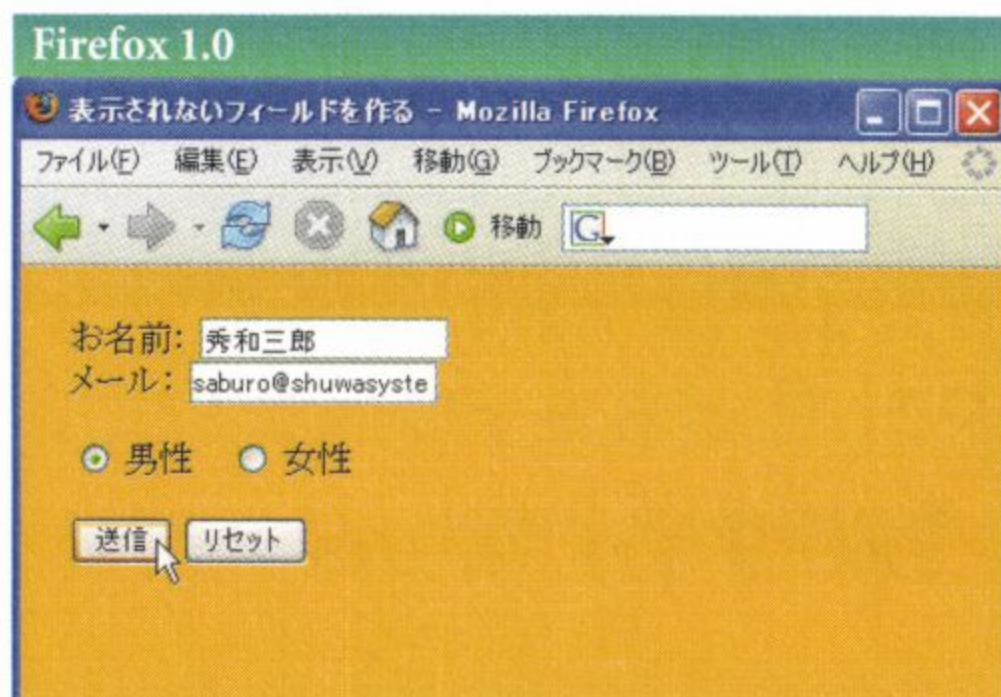 Firefox 1.0
表示されないフィールドを作る - Mozilla Firefox
ファイル(F) 編集(E) 表示(V) 移動(G) ブックマーク(B) ツール(T) ヘルプ(H)
移動 G
お名前: 秀和三郎
メール: saburo@shuwasyste
男性 女性
送信 リセット